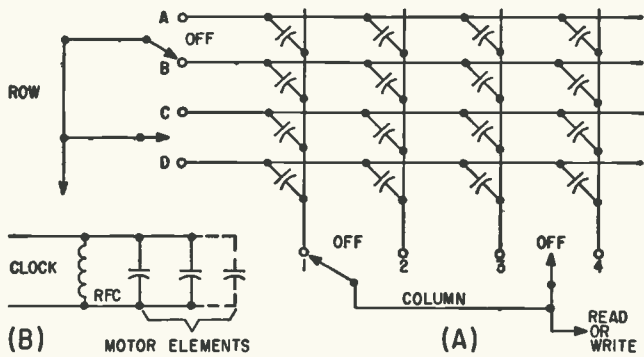 A
OFF
B
ROW
C
D
OFF
OFF
1
2
3
4
COLUMN
CLOCK
RFC
READ
OR
WRITE
(B)
MOTOR ELEMENTS
(A)